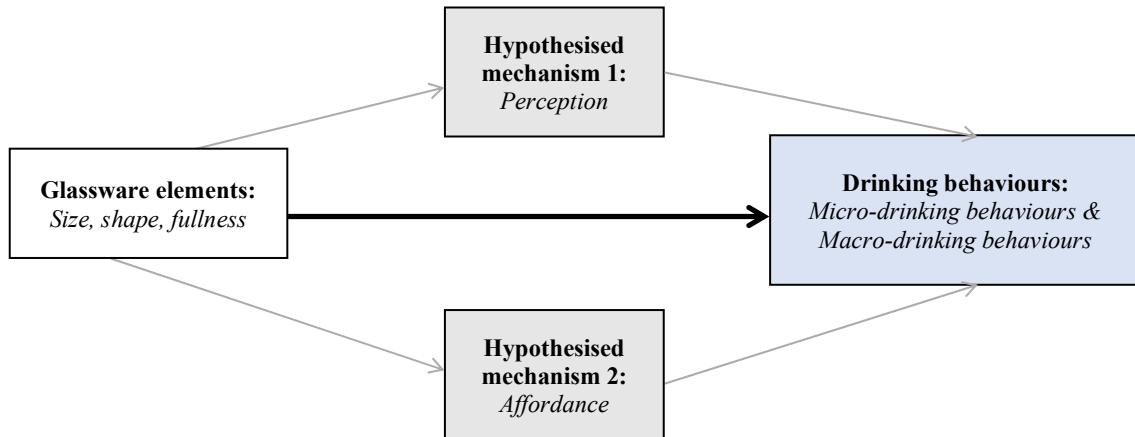 Hypothesised
mechanism 1:
Perception
Glassware elements:
Size, shape, fullness
Drinking behaviours:
Micro-drinking behaviours &
Macro-drinking behaviours
Hypothesised
mechanism 2:
Affordance